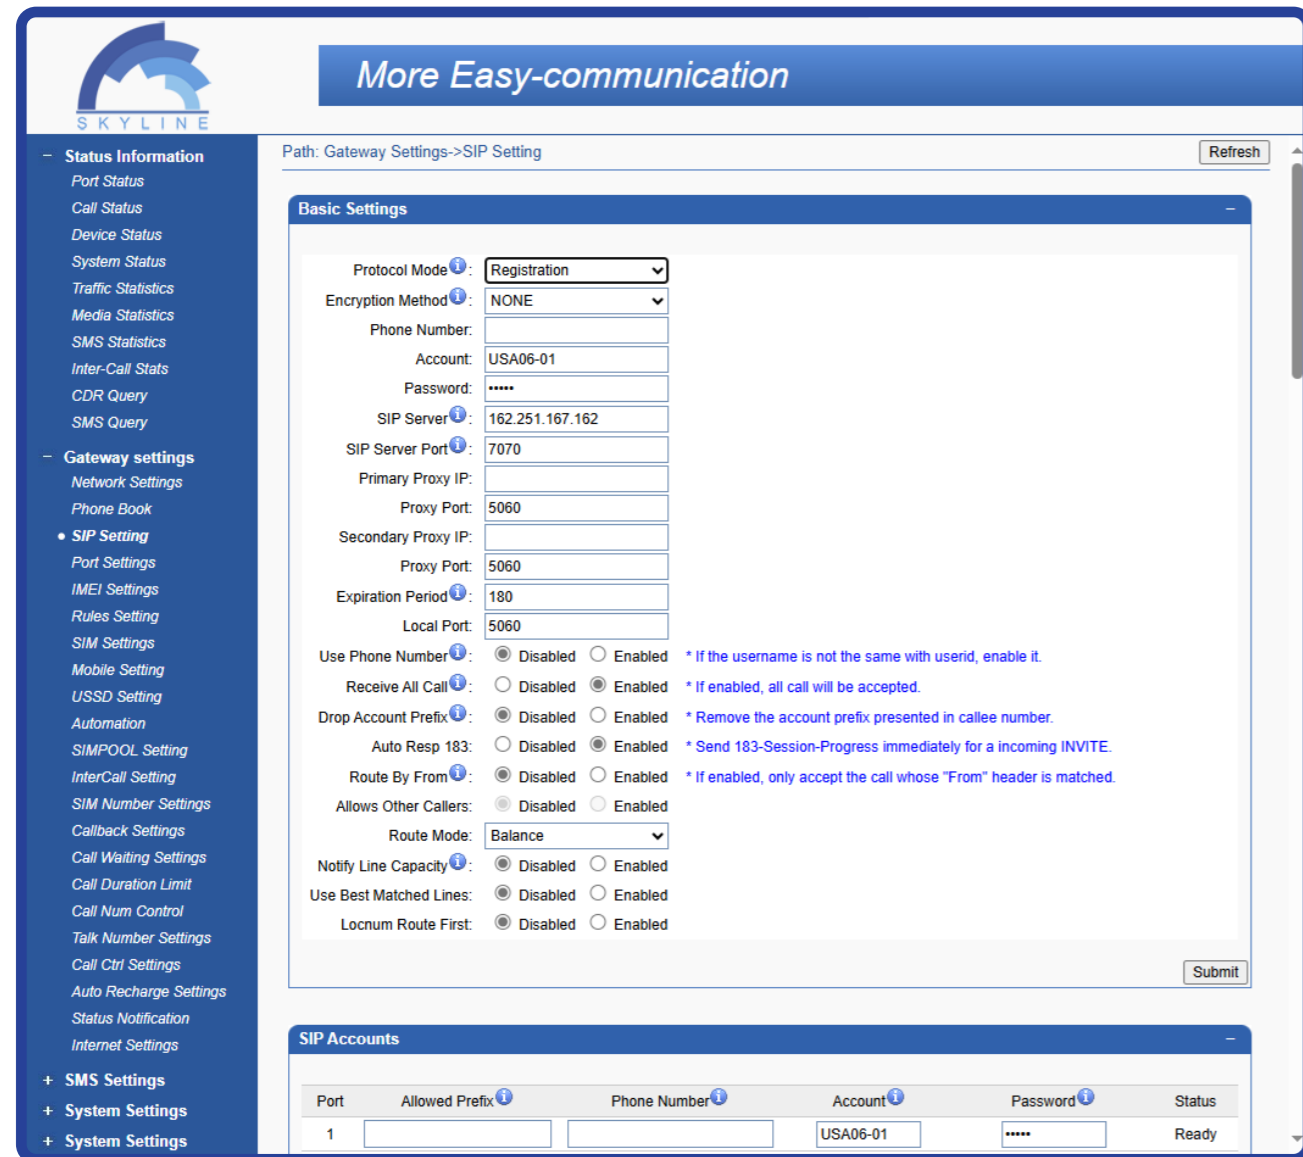 SKYLINE
More Easy-communication
− Status Information
Port Status
Call Status
Device Status
System Status
Traffic Statistics
Media Statistics
SMS Statistics
Inter-Call Stats
CDR Query
SMS Query
− Gateway settings
Network Settings
Phone Book
• SIP Setting
Port Settings
IMEI Settings
Rules Setting
SIM Settings
Mobile Setting
USSD Setting
Automation
SIMPOOL Setting
InterCall Setting
SIM Number Settings
Callback Settings
Call Waiting Settings
Call Duration Limit
Call Num Control
Talk Number Settings
Call Ctrl Settings
Auto Recharge Settings
Status Notification
Internet Settings
+ SMS Settings
+ System Settings
+ System Settings
Path: Gateway Settings->SIP Setting Refresh
Basic Settings −
Protocol Mode: Registration
Encryption Method: NONE
Phone Number:
Account: USA06-01
Password: •••••
SIP Server: 162.251.167.162
SIP Server Port: 7070
Primary Proxy IP:
Proxy Port: 5060
Secondary Proxy IP:
Proxy Port: 5060
Expiration Period: 180
Local Port: 5060
Use Phone Number: Disabled Enabled * If the username is not the same with userid, enable it.
Receive All Call: Disabled Enabled * If enabled, all call will be accepted.
Drop Account Prefix: Disabled Enabled * Remove the account prefix presented in callee number.
Auto Resp 183: Disabled Enabled * Send 183-Session-Progress immediately for a incoming INVITE.
Route By From: Disabled Enabled * If enabled, only accept the call whose "From" header is matched.
Allows Other Callers: Disabled Enabled
Route Mode: Balance
Notify Line Capacity: Disabled Enabled
Use Best Matched Lines: Disabled Enabled
Locnum Route First: Disabled Enabled
Submit
SIP Accounts −
Port Allowed Prefix Phone Number Account Password Status
1 USA06-01 ••••• Ready